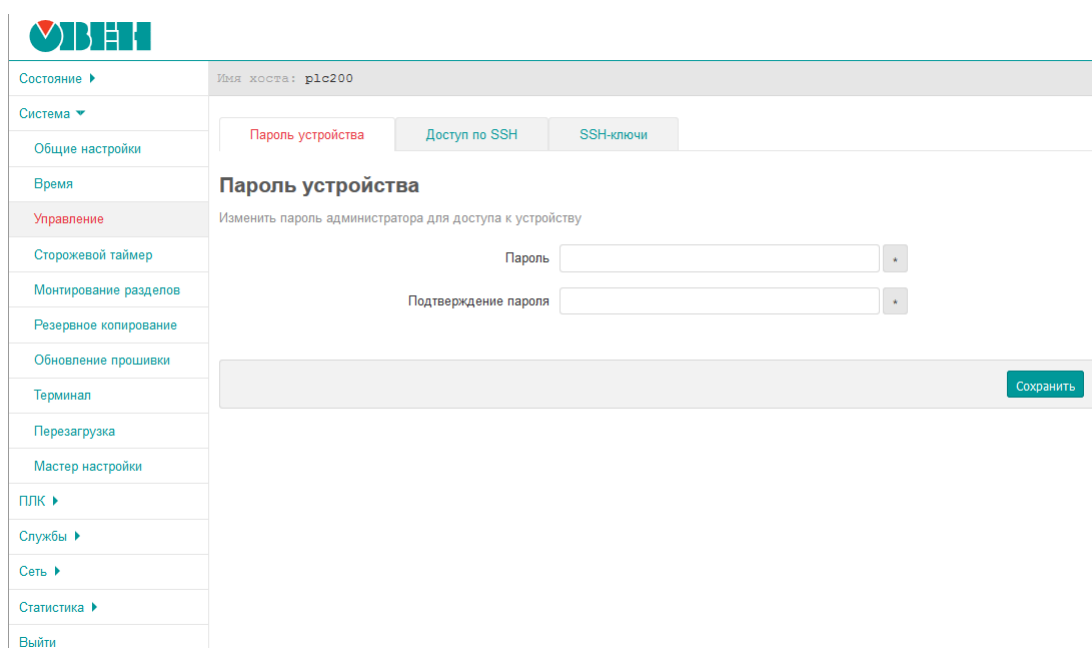 ОВЕН
Состояние
Имя хоста: plc200
Система
Общие настройки
Время
Управление
Сторожевой таймер
Монтирование разделов
Резервное копирование
Обновление прошивки
Терминал
Перезагрузка
Мастер настройки
ПЛК
Службы
Сеть
Статистика
Выйти
Пароль устройства
Доступ по SSH
SSH-ключи
Пароль устройства
Изменить пароль администратора для доступа к устройству
Пароль
*
Подтверждение пароля
*
Сохранить